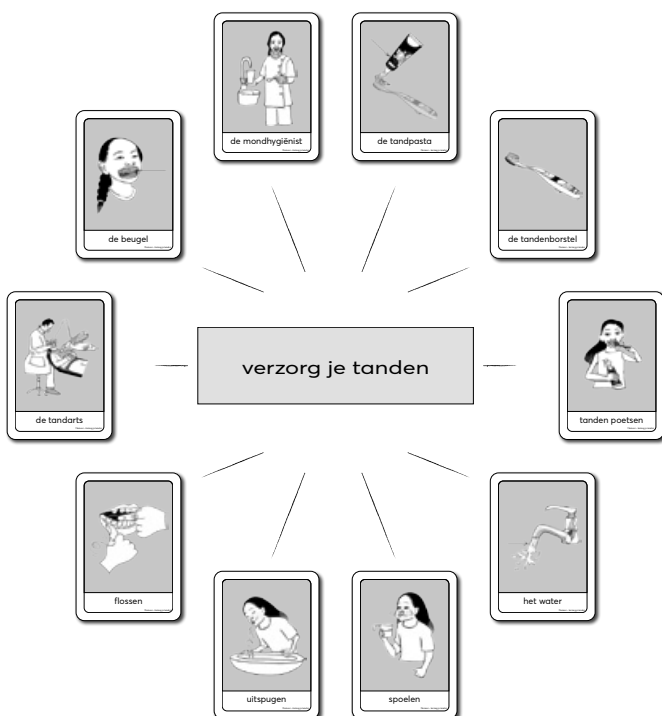 de mondhygiënist
de tandpasta
de beugel
de tandenborstel
verzorg je tanden
de tandarts
tanden poetsen
flossen
het water
uitspugen
spoelen